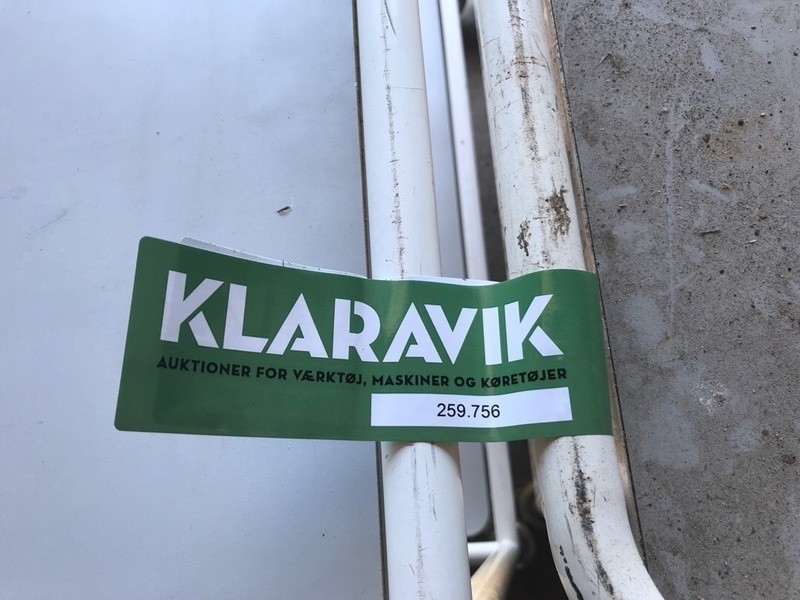 KLARAVIK
AUKTIONER FOR VÆRKTØJ, MASKINER OG KØRETØJER
259.756